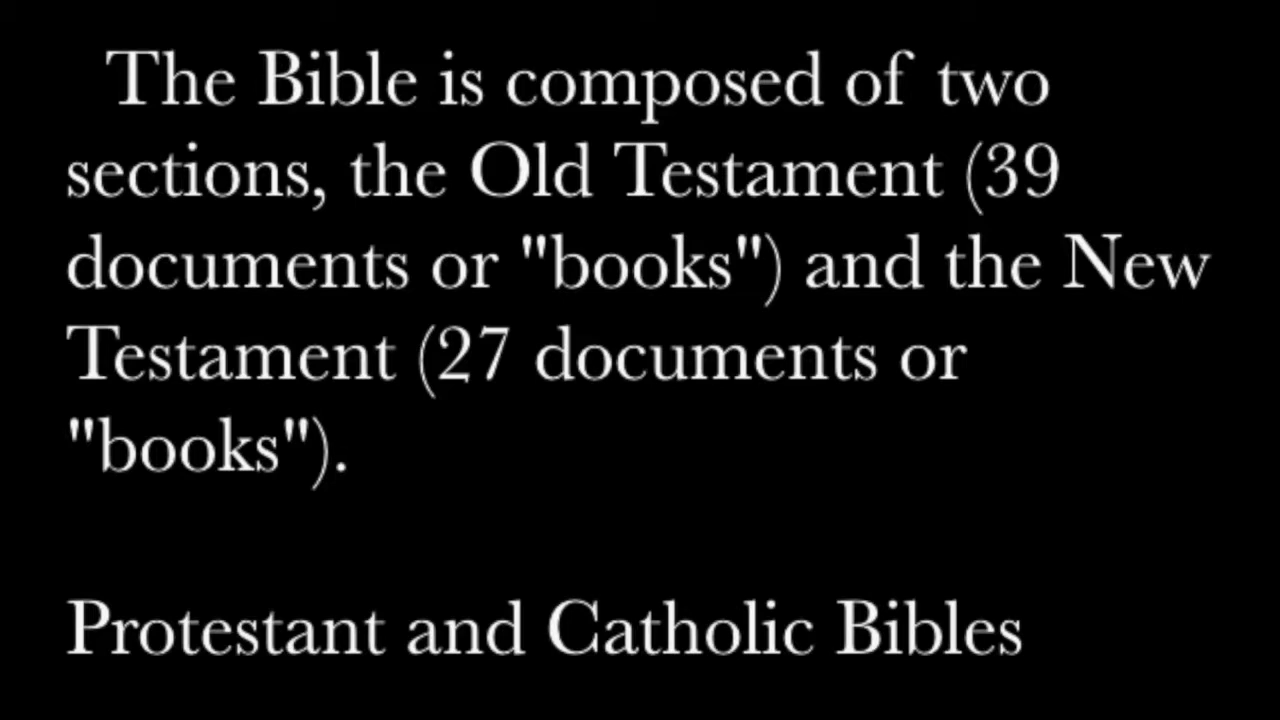 The Bible is composed of two
sections, the Old Testament (39
documents or "books") and the New
Testament (27 documents or
"books").
Protestant and Catholic Bibles